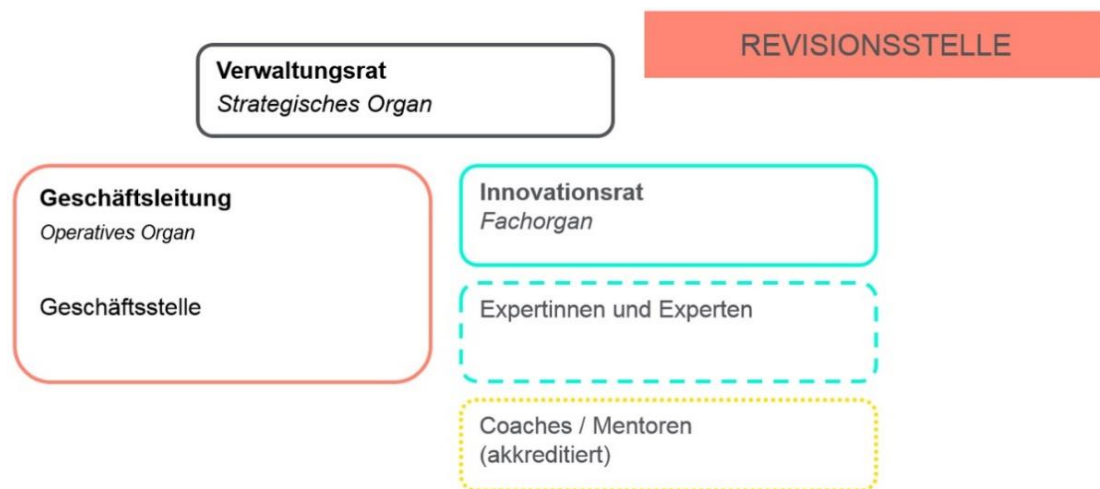 REVISIONSSTELLE
Verwaltungsrat
Strategisches Organ
Geschäftsleitung
Operatives Organ
Geschäftsstelle
Innovationsrat
Fachorgan
Expertinnen und Experten
Coaches / Mentoren
(akkreditiert)